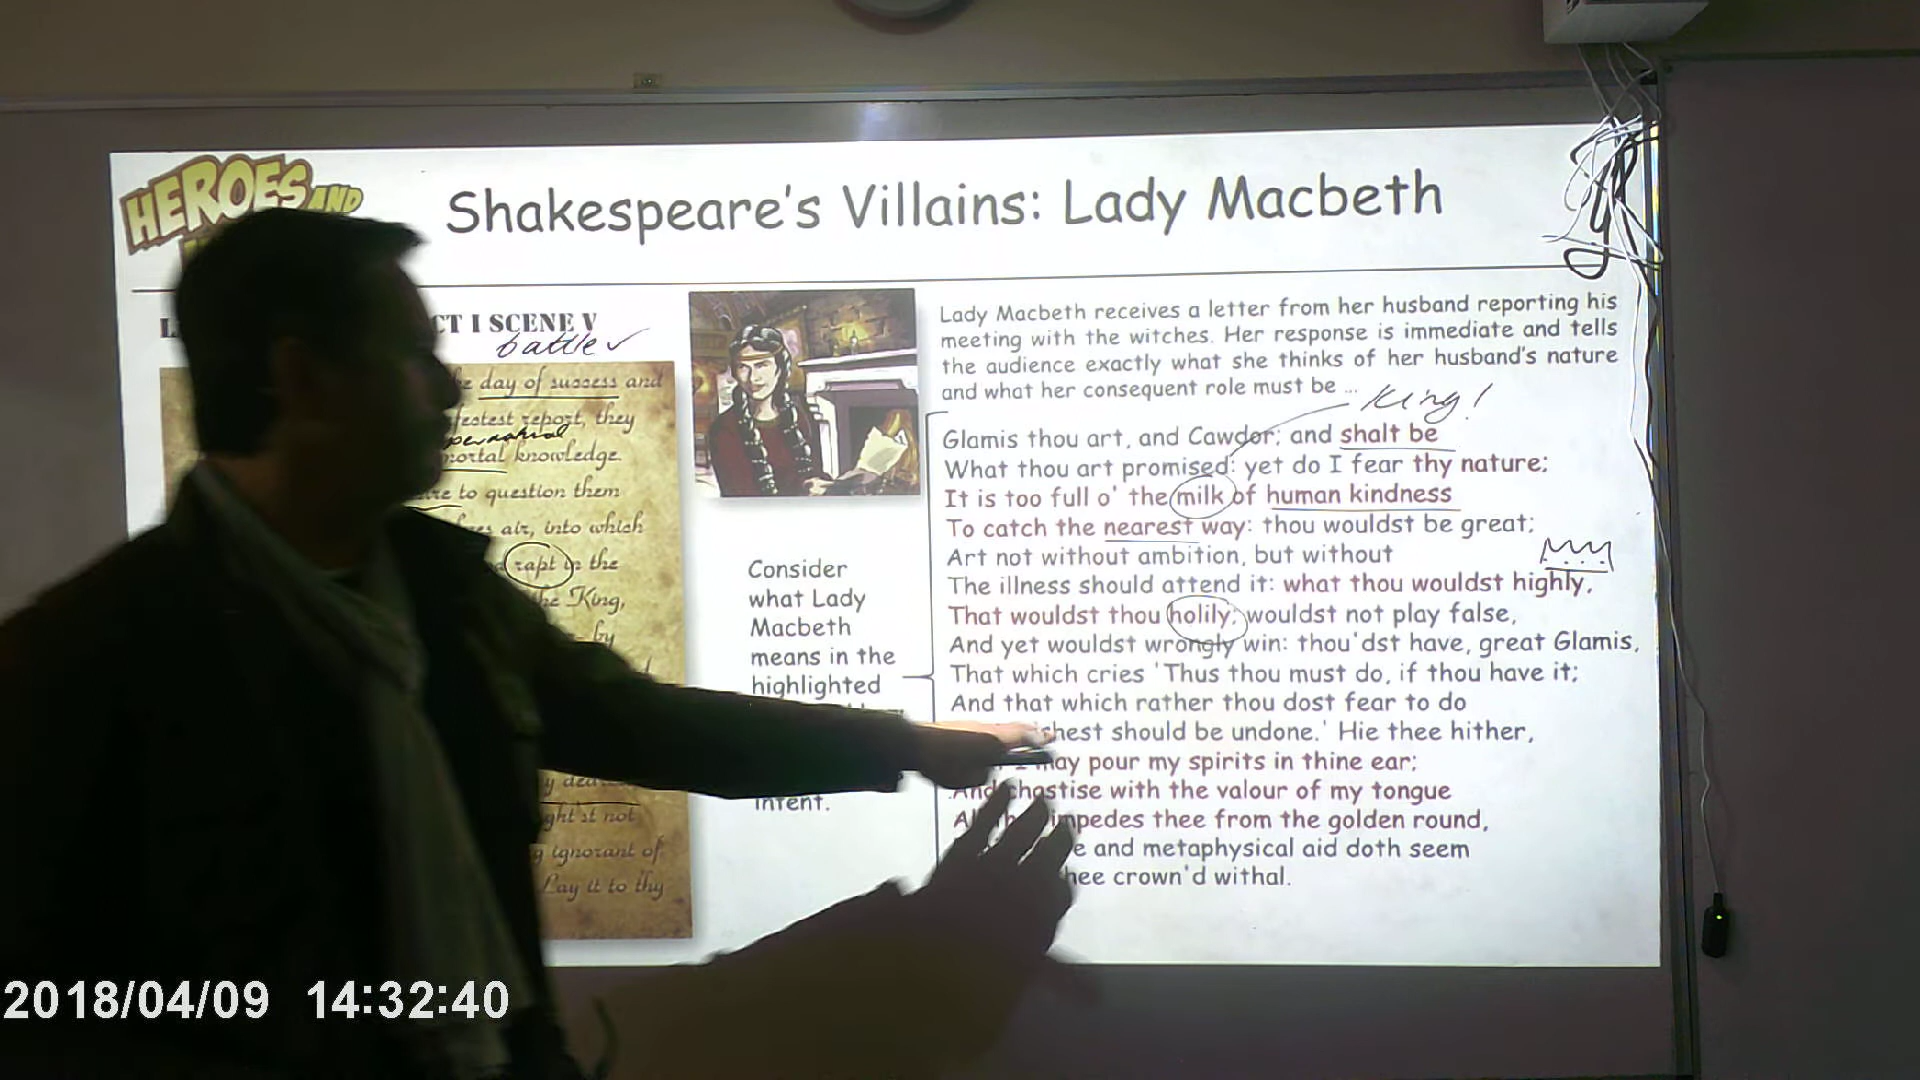 HEROES AND
Shakespeare's Villains: Lady Macbeth
CT I SCENE V
battle
day of success and
report, they
mortal knowledge.
to question them
air, into which
rapt in the
the King,
by
ght'st not
ignorant of
Lay it to thy
Consider
what Lady
Macbeth
means in the
highlighted
intent.
Lady Macbeth receives a letter from her husband reporting his
meeting with the witches. Her response is immediate and tells
the audience exactly what she thinks of her husband's nature
and what her consequent role must be ...
King!
Glamis thou art, and Cawdor; and shalt be
What thou art promised: yet do I fear thy nature;
It is too full o' the milk of human kindness
To catch the nearest way: thou wouldst be great;
Art not without ambition, but without
The illness should attend it: what thou wouldst highly,
That wouldst thou holily; wouldst not play false,
And yet wouldst wrongly win: thou'dst have, great Glamis,
That which cries 'Thus thou must do, if thou have it;
And that which rather thou dost fear to do
shest should be undone.' Hie thee hither,
I may pour my spirits in thine ear;
And chastise with the valour of my tongue
impedes thee from the golden round,
and metaphysical aid doth seem
hee crown'd withal.
2018/04/09 14:32:40